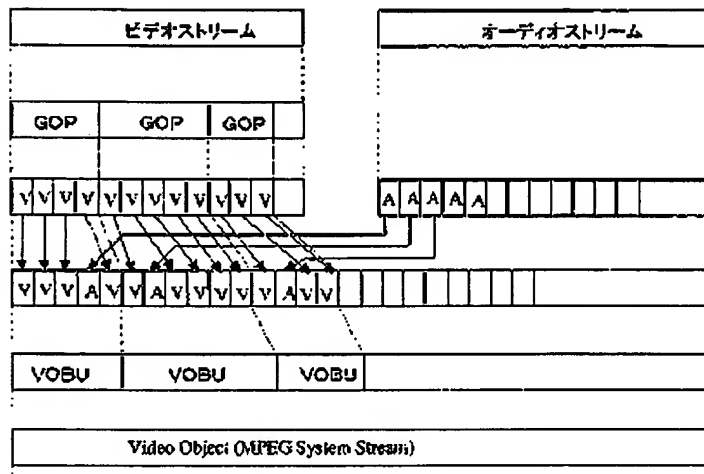 ビデオストリーム
オーディオストリーム
GOP GOP GOP
V V V V V V V V V V V V
A A A A A
V V V A V V A V V V V V A V V
VOBU VOBU VOBU
Video Object (MPEG System Stream)